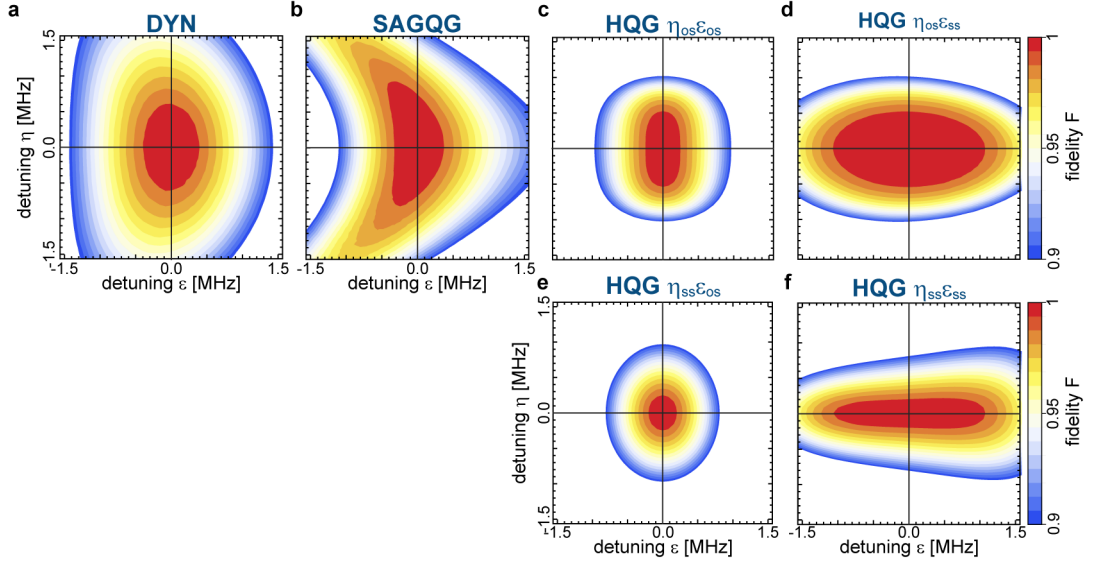 a DYN
b SAGQG
c HQG ηosεos
d HQG ηosεss
1.5
0.0
-1.5
detuning η [MHz]
-1.5 0.0 1.5
detuning ε [MHz]
-1.5 0.0 1.5
detuning ε [MHz]
1
0.95
0.9
fidelity F
e HQG ηssεos
f HQG ηssεss
1.5
0.0
-1.5
detuning η [MHz]
-1.5 0.0 1.5
detuning ε [MHz]
-1.5 0.0 1.5
detuning ε [MHz]
1
0.95
0.9
fidelity F